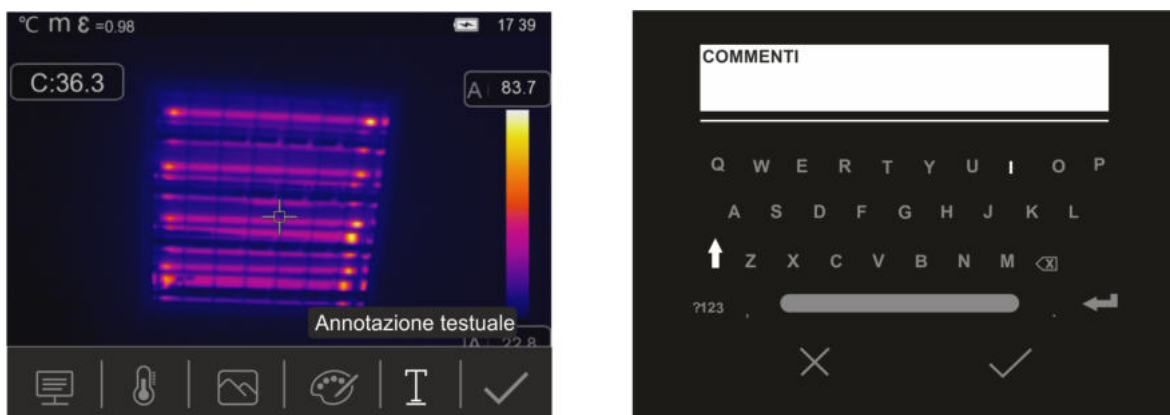 °C m ε =0.98
17 39
C:36.3
A 83.7
Annotazione testuale
A 22.8
COMMENTI
Q W E R T Y U I O P
A S D F G H J K L
Z X C V B N M
?123 , .